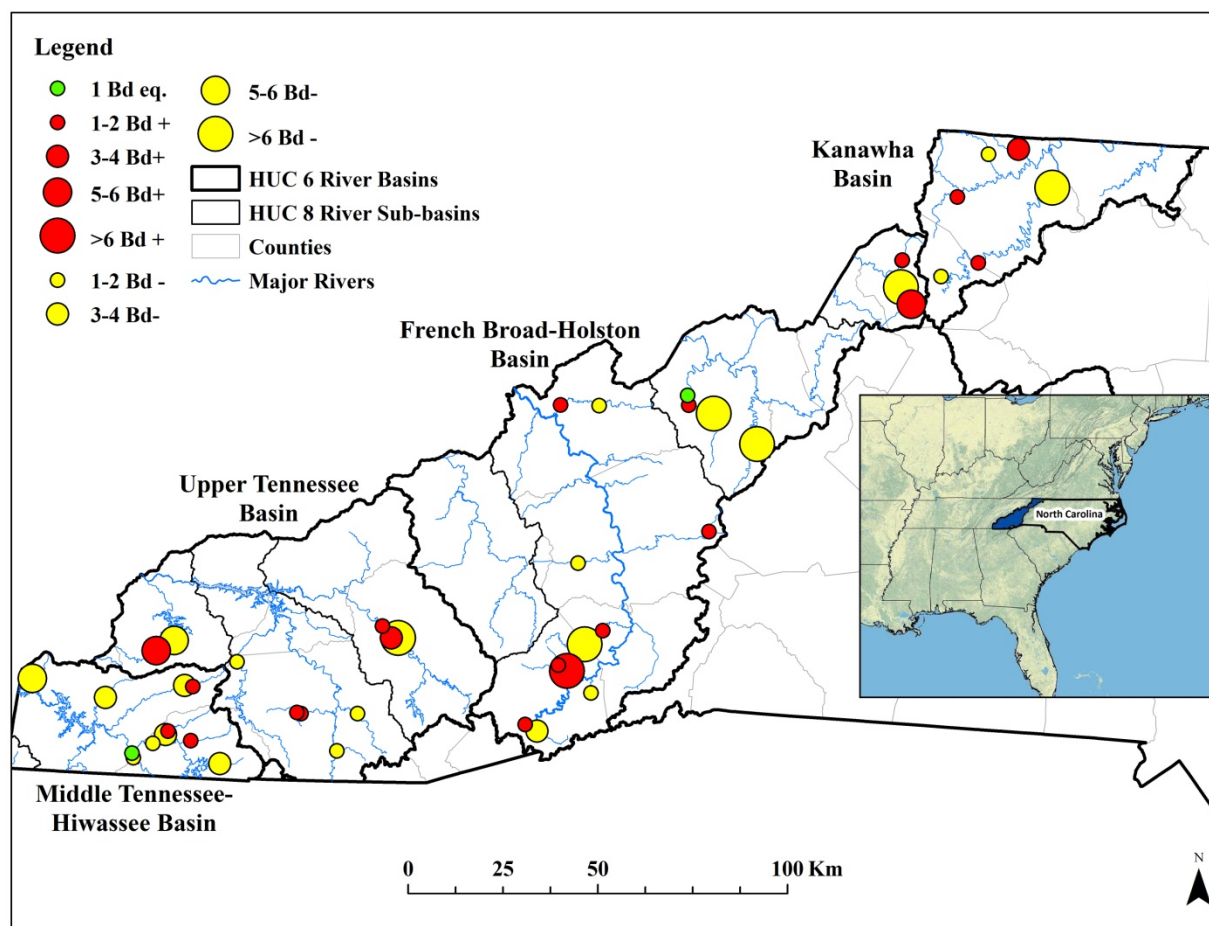 Legend
1 Bd eq.
1-2 Bd +
3-4 Bd+
5-6 Bd+
>6 Bd +
1-2 Bd -
3-4 Bd-
5-6 Bd-
>6 Bd -
HUC 6 River Basins
HUC 8 River Sub-basins
Counties
Major Rivers
Kanawha
Basin
French Broad-Holston
Basin
Upper Tennessee
Basin
Middle Tennessee-
Hiwassee Basin
North Carolina
0 25 50 100 Km
N